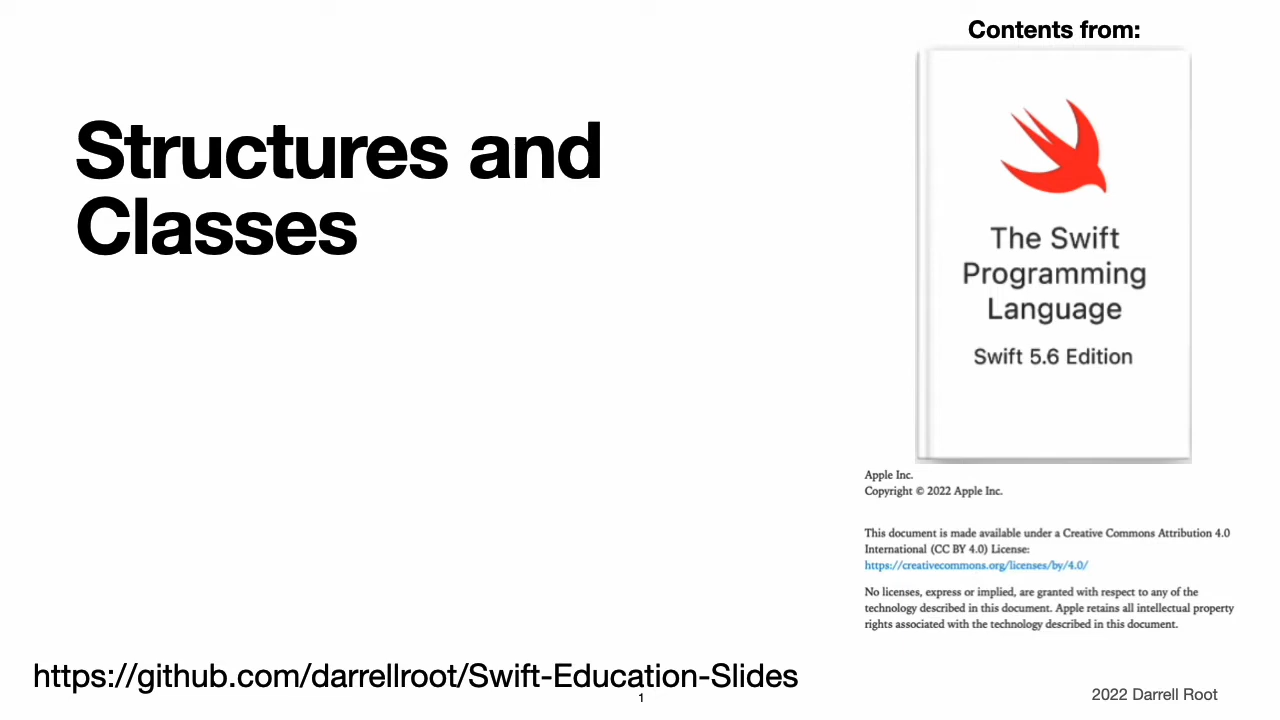 Contents from:
Structures and
Classes
The Swift
Programming
Language
Swift 5.6 Edition
Apple Inc.
Copyright © 2022 Apple Inc.
This document is made available under a Creative Commons Attribution 4.0
International (CC BY 4.0) License:
https://creativecommons.org/licenses/by/4.0/
No licenses, express or implied, are granted with respect to any of the
technology described in this document. Apple retains all intellectual property
rights associated with the technology described in this document.
https://github.com/darrellroot/Swift-Education-Slides
1
2022 Darrell Root